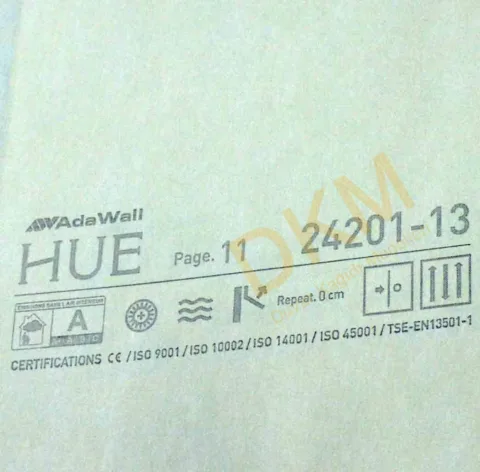 AdaWall
HUE Page. 11 24201-13
A
Repeat. 0 cm
CERTIFICATIONS CE / ISO 9001 / ISO 10002 / ISO 14001 / ISO 45001 / TSE-EN13501-1
DKM